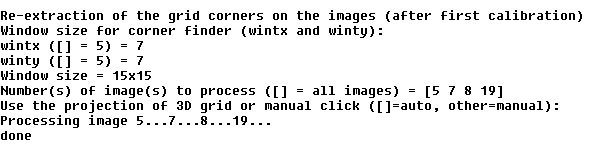 Re-extraction of the grid corners on the images (after first calibration)
Window size for corner finder (wintx and winty):
wintx ([] = 5) = 7
winty ([] = 5) = 7
Window size = 15x15
Number(s) of image(s) to process ([] = all images) = [5 7 8 19]
Use the projection of 3D grid or manual click ([]=auto, other=manual):
Processing image 5...7...8...19...
done